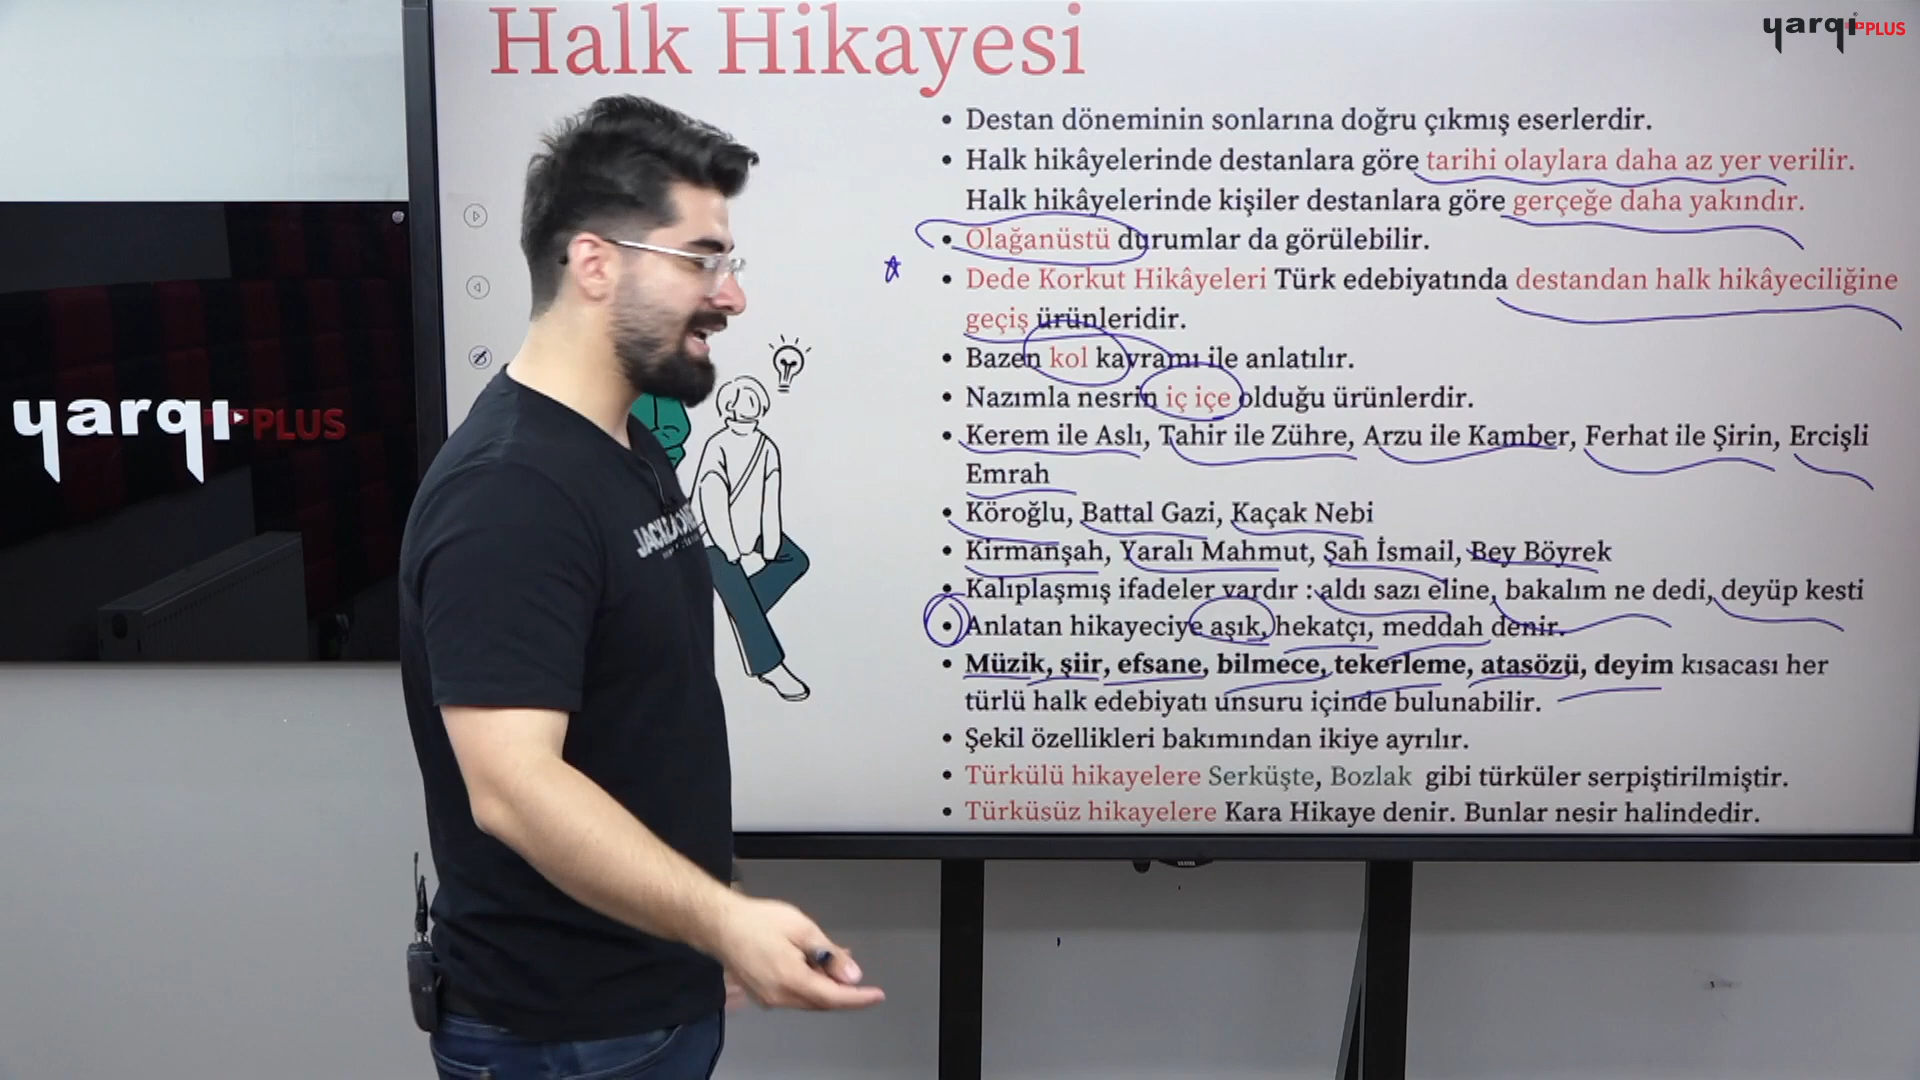 Halk Hikayesi
yarqı PLUS
• Destan döneminin sonlarına doğru çıkmış eserlerdir.
• Halk hikâyelerinde destanlara göre tarihi olaylara daha az yer verilir.
Halk hikâyelerinde kişiler destanlara göre gerçeğe daha yakındır.
• Olağanüstü durumlar da görülebilir.
• Dede Korkut Hikâyeleri Türk edebiyatında destandan halk hikâyeciliğine
geçiş ürünleridir.
• Bazen kol kavramı ile anlatılır.
• Nazımla nesrin iç içe olduğu ürünlerdir.
• Kerem ile Aslı, Tahir ile Zühre, Arzu ile Kamber, Ferhat ile Şirin, Ercişli
Emrah
• Köroğlu, Battal Gazi, Kaçak Nebi
• Kirmanşah, Yaralı Mahmut, Şah İsmail, Bey Böyrek
• Kalıplaşmış ifadeler vardır : aldı sazı eline, bakalım ne dedi, deyüp kesti
• Anlatan hikayeciye aşık, hekatçı, meddah denir.
• Müzik, şiir, efsane, bilmece, tekerleme, atasözü, deyim kısacası her
türlü halk edebiyatı unsuru içinde bulunabilir.
• Şekil özellikleri bakımından ikiye ayrılır.
• Türkülü hikayelere Serküşte, Bozlak gibi türküler serpiştirilmiştir.
• Türküsüz hikayelere Kara Hikaye denir. Bunlar nesir halindedir.
yarqı PLUS